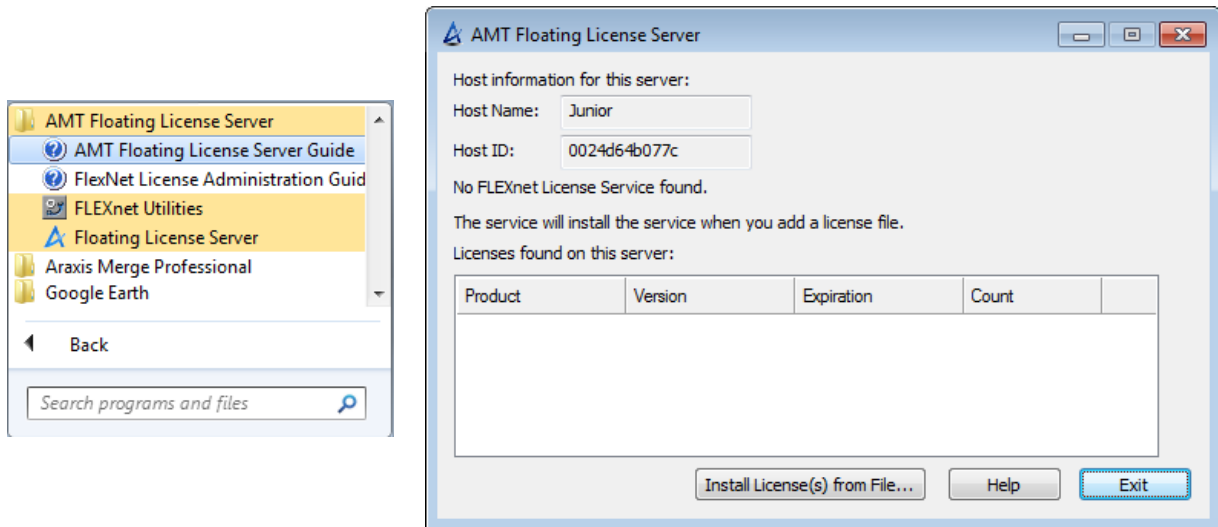 AMT Floating License Server
AMT Floating License Server Guide
FlexNet License Administration Guid
FLEXnet Utilities
Floating License Server
Araxis Merge Professional
Google Earth
Back
Search programs and files
AMT Floating License Server
Host information for this server:
Host Name: Junior
Host ID: 0024d64b077c
No FLEXnet License Service found.
The service will install the service when you add a license file.
Licenses found on this server:
Product Version Expiration Count
Install License(s) from File... Help Exit